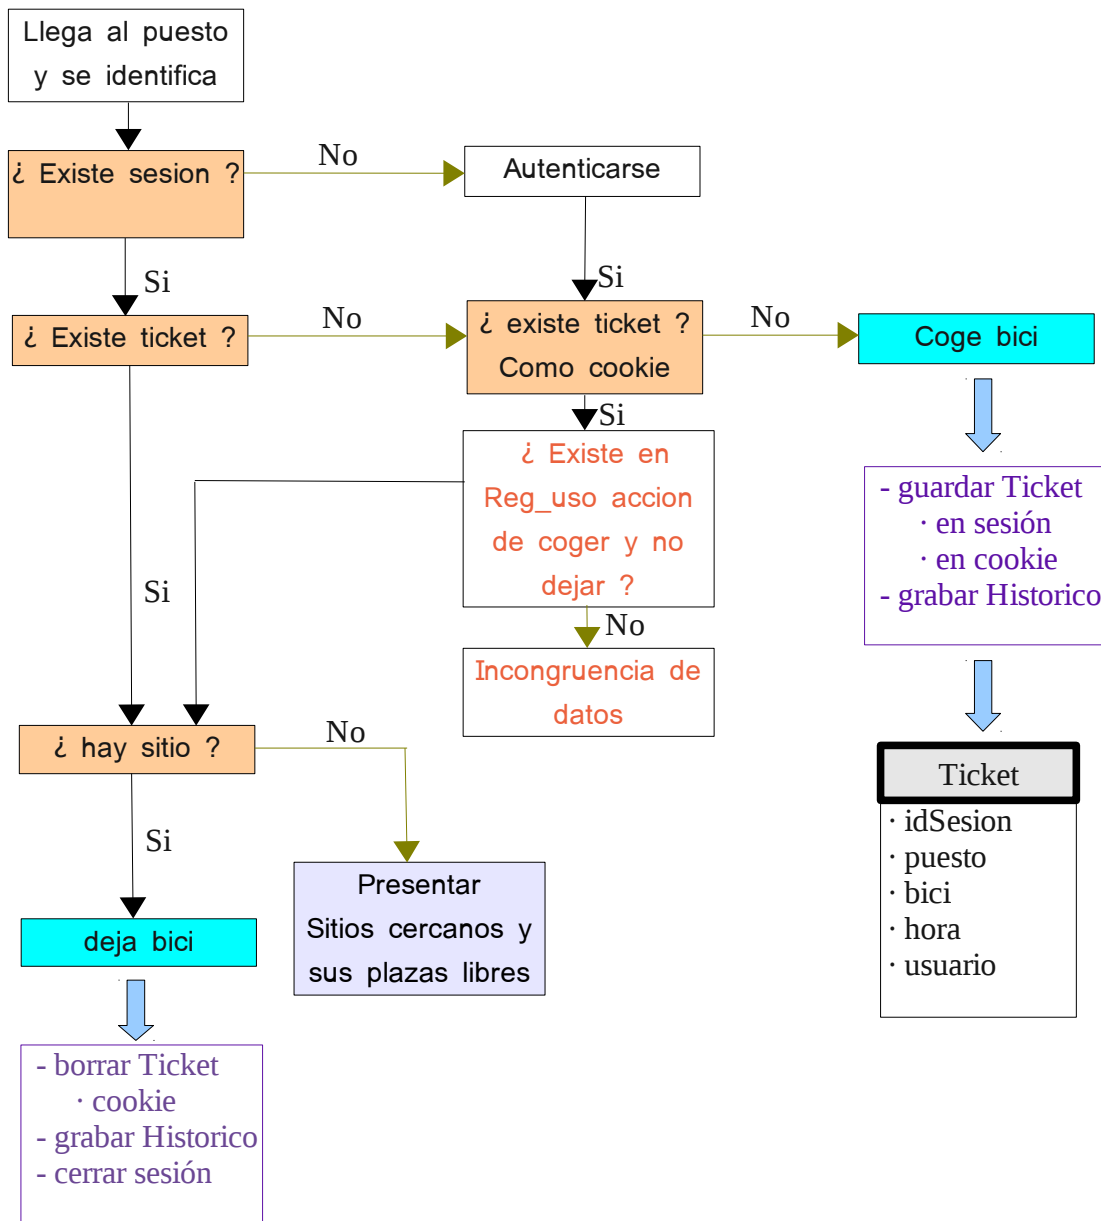 Llega al puesto
y se identifica
¿ Existe sesion ?
No
Autenticarse
Si
Si
¿ Existe ticket ?
No
¿ existe ticket ?
Como cookie
No
Coge bici
Si
¿ Existe en
Reg_uso accion
de coger y no
dejar ?
- guardar Ticket
· en sesión
· en cookie
- grabar Historico
Si
No
Incongruencia de
datos
¿ hay sitio ?
No
Ticket
· idSesion
· puesto
· bici
· hora
· usuario
Si
Presentar
Sitios cercanos y
sus plazas libres
deja bici
- borrar Ticket
· cookie
- grabar Historico
- cerrar sesión